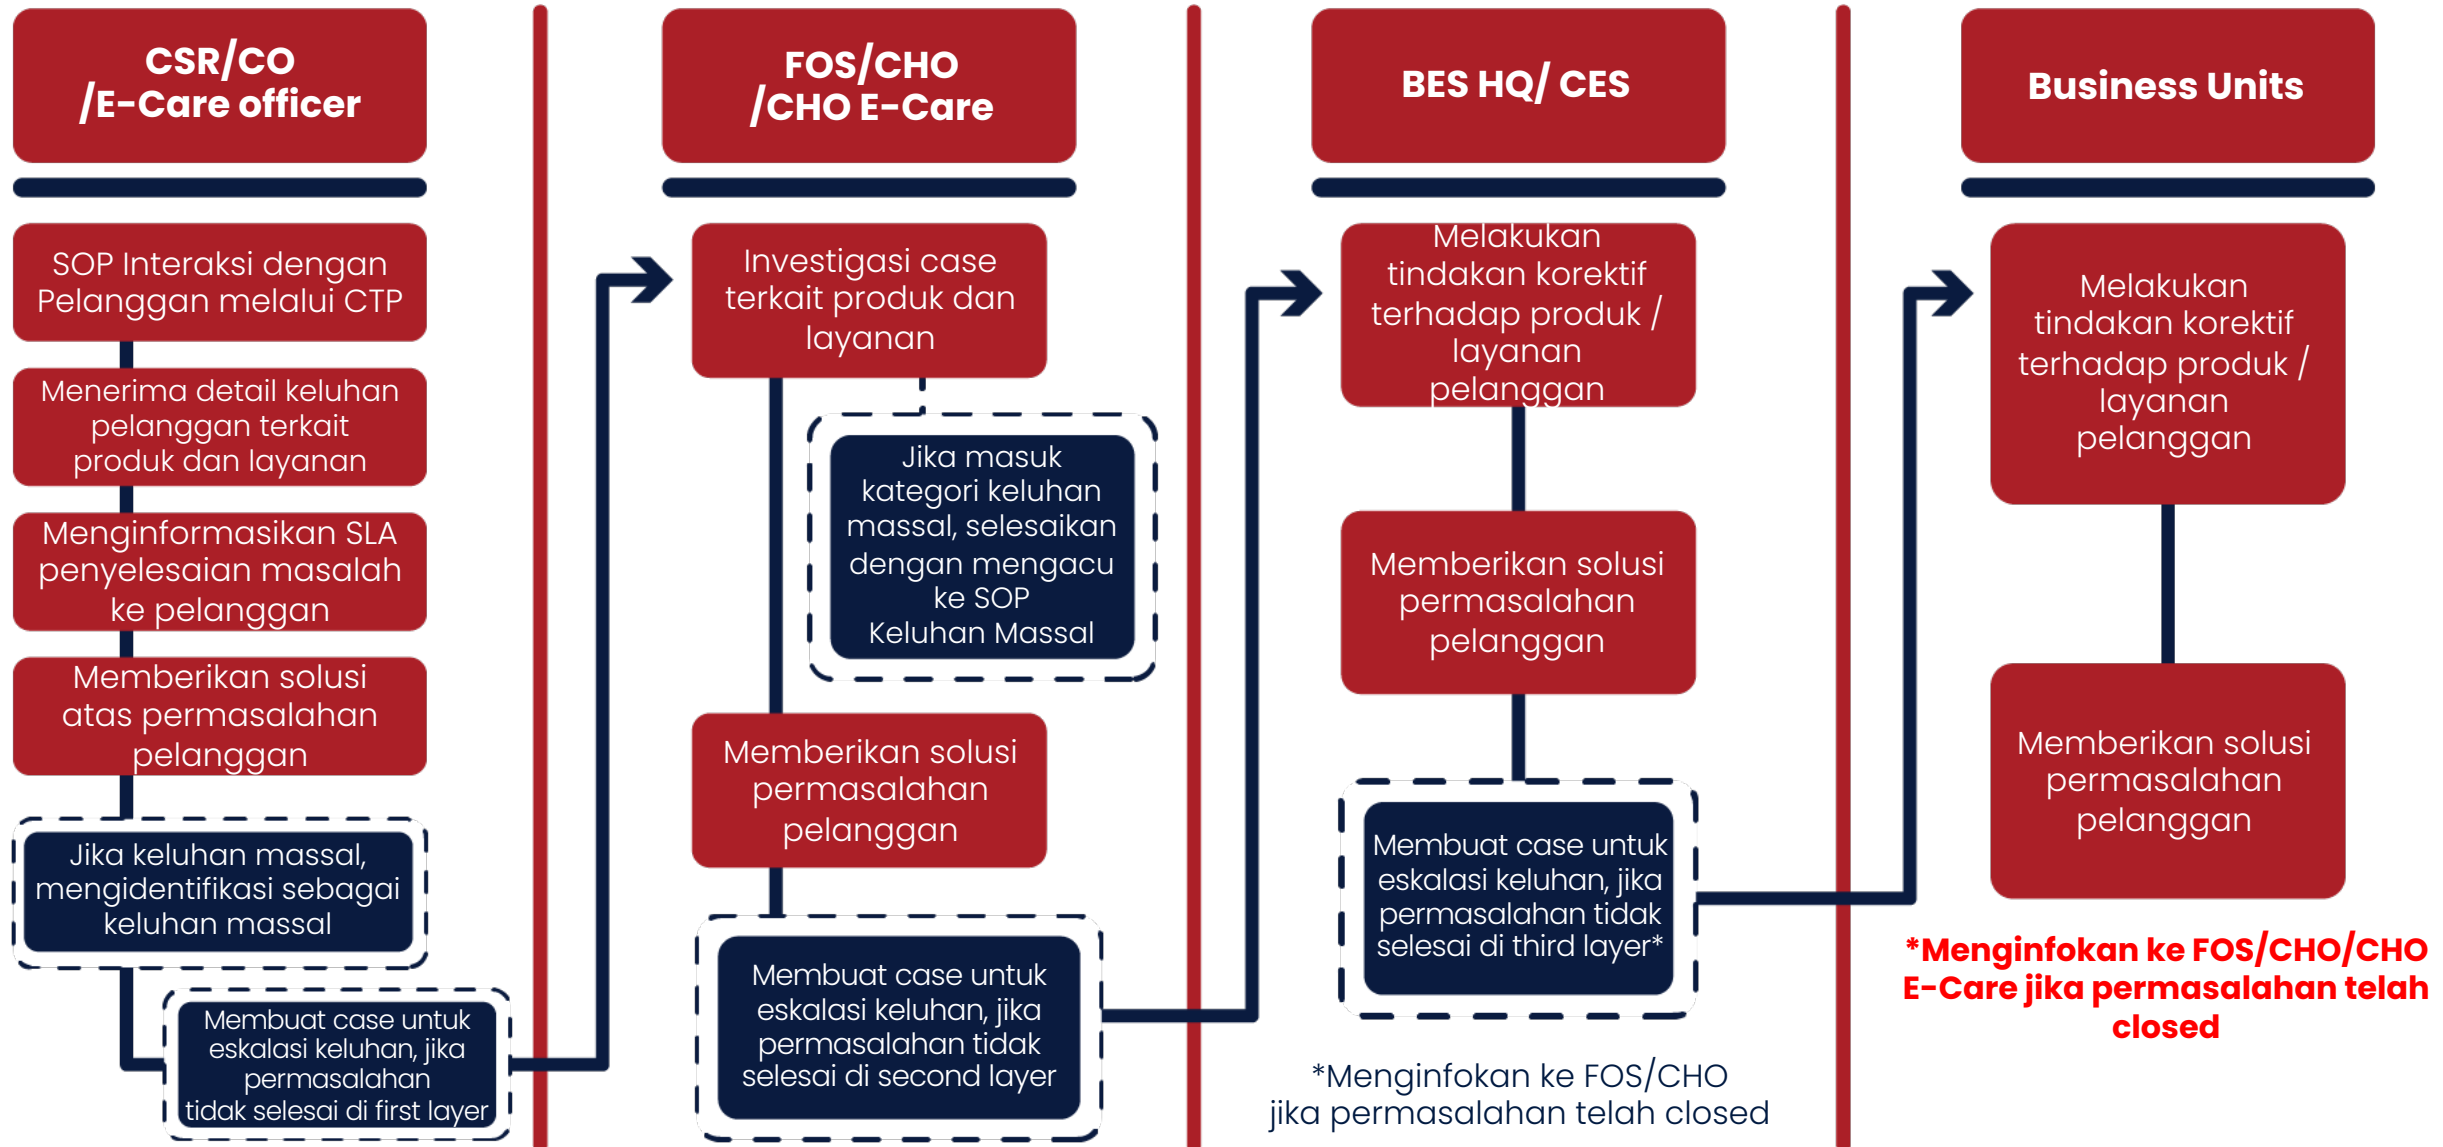 CSR/CO
/E-Care officer
SOP Interaksi dengan
Pelanggan melalui CTP
Menerima detail keluhan
pelanggan terkait
produk dan layanan
Menginformasikan SLA
penyelesaian masalah
ke pelanggan
Memberikan solusi
atas permasalahan
pelanggan
Jika keluhan massal,
mengidentifikasi sebagai
keluhan massal
Membuat case untuk
eskalasi keluhan, jika
permasalahan
tidak selesai di first layer
FOS/CHO
/CHO E-Care
Investigasi case
terkait produk dan
layanan
Jika masuk
kategori keluhan
massal, selesaikan
dengan mengacu
ke SOP
Keluhan Massal
Memberikan solusi
permasalahan
pelanggan
Membuat case untuk
eskalasi keluhan, jika
permasalahan tidak
selesai di second layer
BES HQ/ CES
Melakukan
tindakan korektif
terhadap produk /
layanan
pelanggan
Memberikan solusi
permasalahan
pelanggan
Membuat case untuk
eskalasi keluhan, jika
permasalahan tidak
selesai di third layer*
*Menginfokan ke FOS/CHO
jika permasalahan telah closed
Business Units
Melakukan
tindakan korektif
terhadap produk /
layanan
pelanggan
Memberikan solusi
permasalahan
pelanggan
*Menginfokan ke FOS/CHO/CHO
E-Care jika permasalahan telah
closed